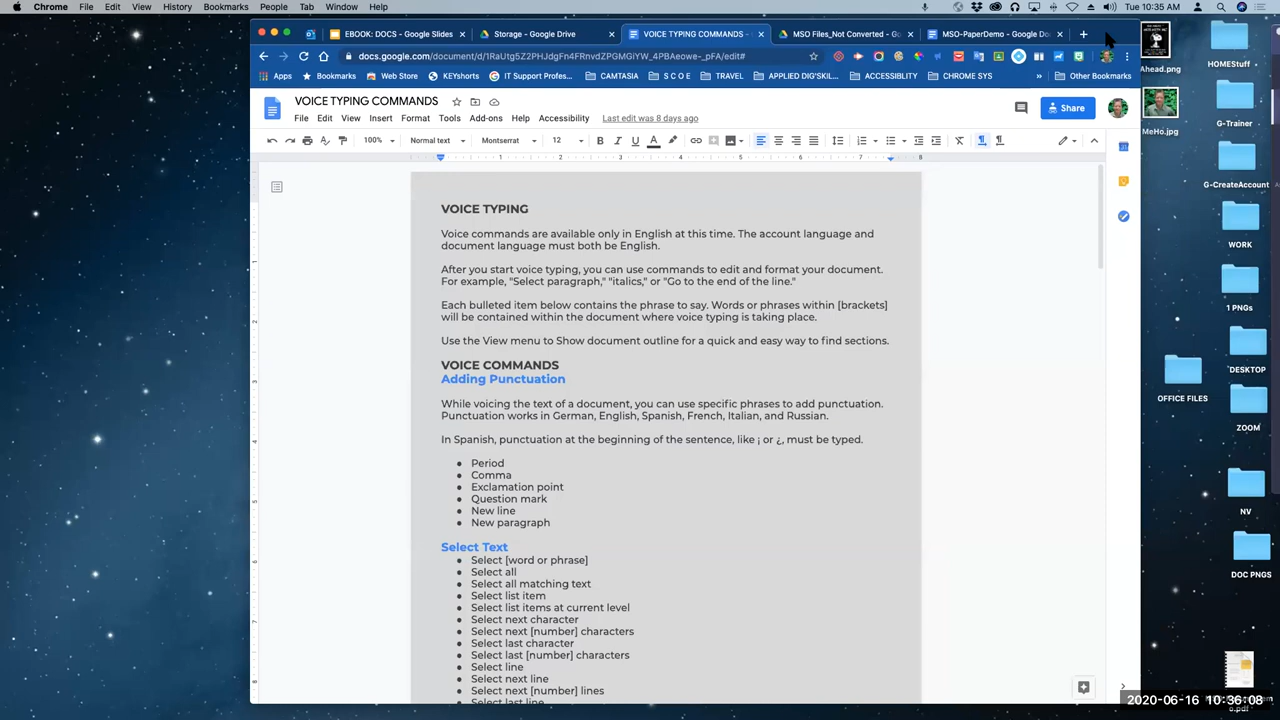 Chrome File Edit View History Bookmarks People Tab Window Help Tue 10:35 AM
EBOOK: DOCS - Google Slides
Storage - Google Drive
VOICE TYPING COMMANDS -
MSO Files_Not Converted - Go
MSO-PaperDemo - Google Do
docs.google.com/document/d/1RaUtg5Z2PHJdgFn4FRnvdZPGMGiYW_4PBAeowe-_pFA/edit#
Apps Bookmarks Web Store KEYshorts IT Support Profes... CAMTASIA S C O E TRAVEL APPLIED DIG'SKIL... ACCESSIBLITY CHROME SYS » Other Bookmarks
VOICE TYPING COMMANDS
File Edit View Insert Format Tools Add-ons Help Accessibility Last edit was 8 days ago
Share
100% Normal text Montserrat 12 B I U A
1 2 3 4 5 6 7 8
VOICE TYPING
Voice commands are available only in English at this time. The account language and
document language must both be English.
After you start voice typing, you can use commands to edit and format your document.
For example, "Select paragraph," "italics," or "Go to the end of the line."
Each bulleted item below contains the phrase to say. Words or phrases within [brackets]
will be contained within the document where voice typing is taking place.
Use the View menu to Show document outline for a quick and easy way to find sections.
VOICE COMMANDS
Adding Punctuation
While voicing the text of a document, you can use specific phrases to add punctuation.
Punctuation works in German, English, Spanish, French, Italian, and Russian.
In Spanish, punctuation at the beginning of the sentence, like ¡ or ¿, must be typed.
● Period
● Comma
● Exclamation point
● Question mark
● New line
● New paragraph
Select Text
● Select [word or phrase]
● Select all
● Select all matching text
● Select list item
● Select list items at current level
● Select next character
● Select next [number] characters
● Select last character
● Select last [number] characters
● Select line
● Select next line
● Select next [number] lines
● Select last line
Ahead.png
MeHo.jpg
OFFICE FILES
HOMEStuff
G-Trainer
G-CreateAccount
WORK
1 PNGs
DESKTOP
ZOOM
NV
DOC PNGS
2020-06-16 10:36:08